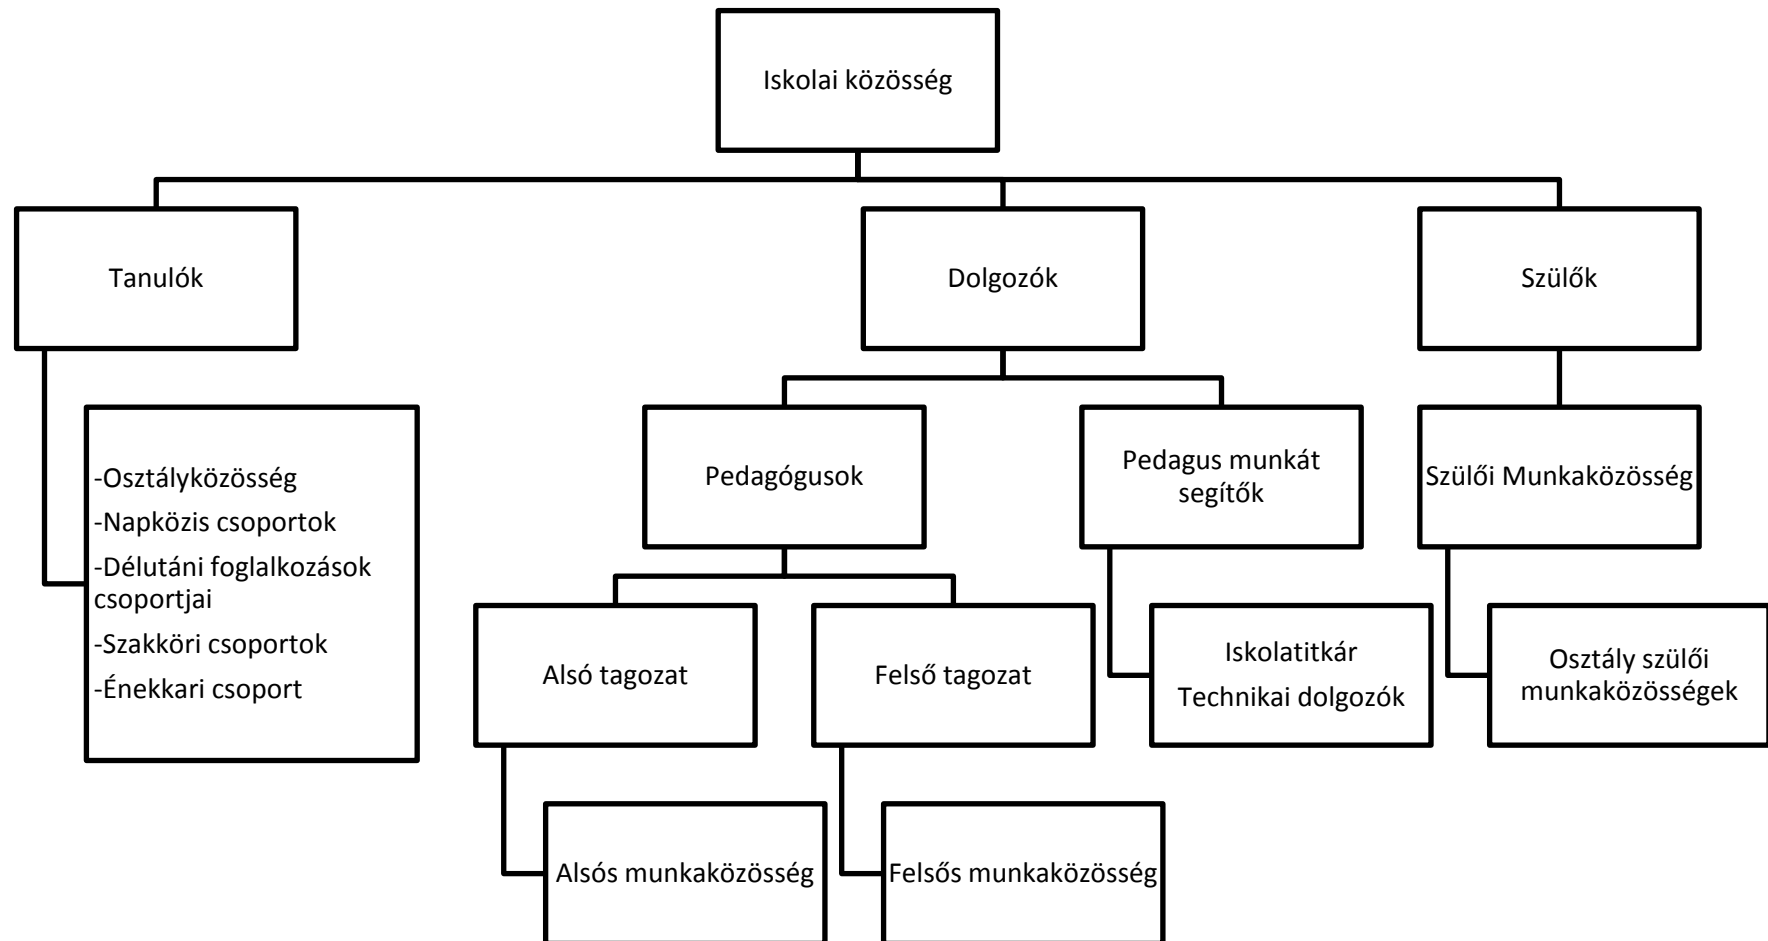 Iskolai közösség
Tanulók
Dolgozók
Szülők
-Osztályközösség
-Napközis csoportok
-Délutáni foglalkozások
csoportjai
-Szakköri csoportok
-Énekkari csoport
Pedagógusok
Pedagus munkát
segítők
Szülői Munkaközösség
Alsó tagozat
Felső tagozat
Iskolatitkár
Technikai dolgozók
Osztály szülői
munkaközösségek
Alsós munkaközösség
Felsős munkaközösség